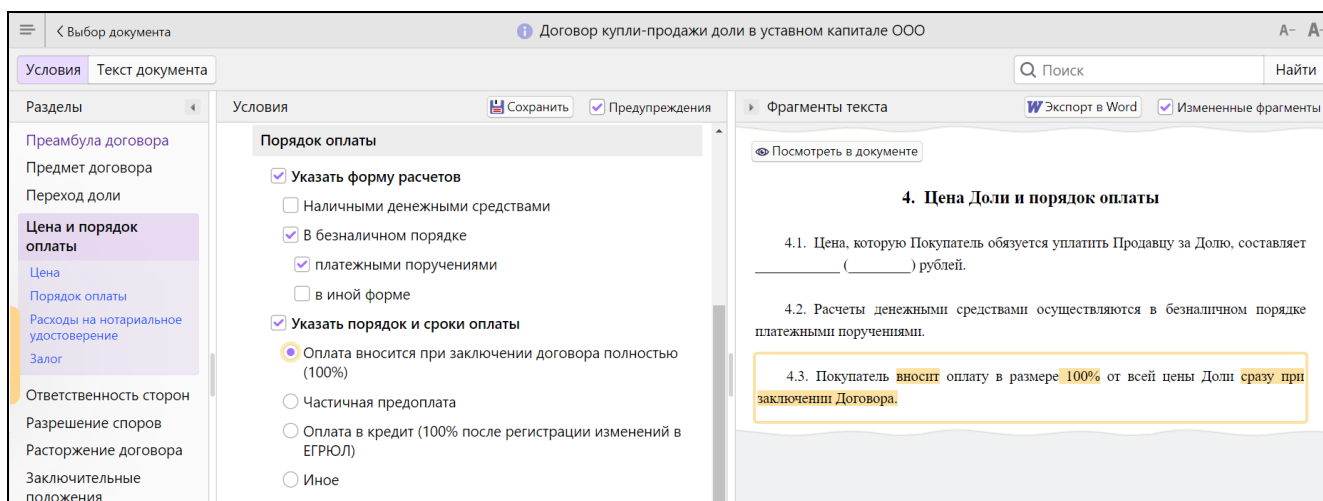 < Выбор документа
Договор купли-продажи доли в уставном капитале ООО
A− A
Условия Текст документа
Поиск
Найти
Разделы
Преамбула договора
Предмет договора
Переход доли
Цена и порядок
оплаты
Цена
Порядок оплаты
Расходы на нотариальное
удостоверение
Залог
Ответственность сторон
Разрешение споров
Расторжение договора
Заключительные
положения
Условия
Сохранить
Предупреждения
Порядок оплаты
Указать форму расчетов
Наличными денежными средствами
В безналичном порядке
платежными поручениями
в иной форме
Указать порядок и сроки оплаты
Оплата вносится при заключении договора полностью
(100%)
Частичная предоплата
Оплата в кредит (100% после регистрации изменений в
ЕГРЮЛ)
Иное
Фрагменты текста
W Экспорт в Word
Измененные фрагменты
Посмотреть в документе
4. Цена Доли и порядок оплаты
4.1. Цена, которую Покупатель обязуется уплатить Продавцу за Долю, составляет
____________ (_________) рублей.
4.2. Расчеты денежными средствами осуществляются в безналичном порядке
платежными поручениями.
4.3. Покупатель вносит оплату в размере 100% от всей цены Доли сразу при
заключении Договора.